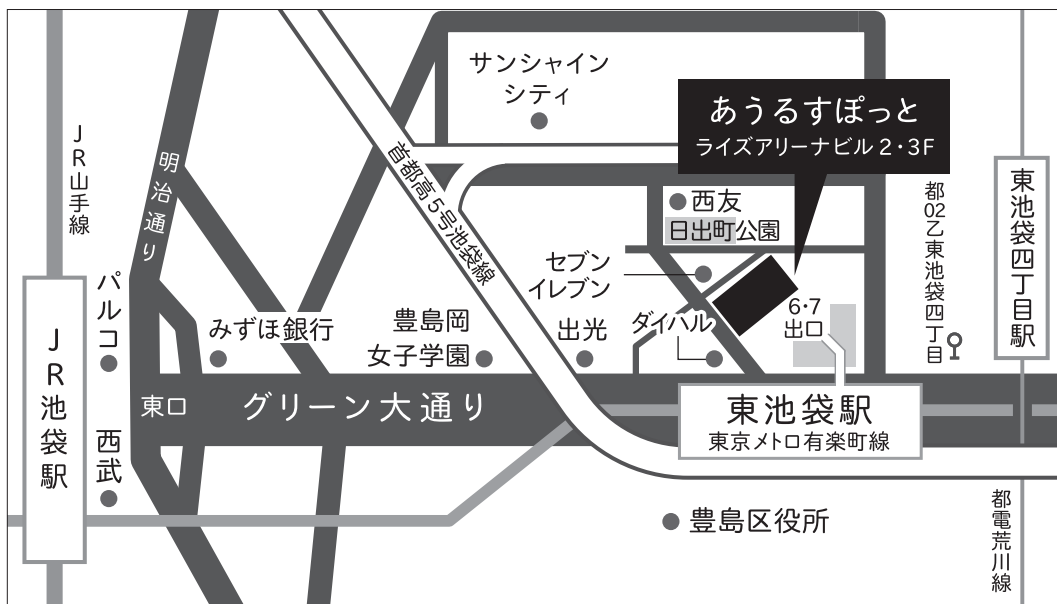 サンシャイン
シティ
あうるすぽっと
ライズアリーナビル2・3F
JR山手線
明治通り
首都高5号池袋線
西友
日出町公園
都02乙東池袋四丁目
東池袋四丁目駅
セブン
イレブン
パルコ
JR池袋駅
みずほ銀行
豊島岡
女子学園
出光
ダイハル
6・7
出口
東口
グリーン大通り
東池袋駅
東京メトロ有楽町線
西武
豊島区役所
都電荒川線